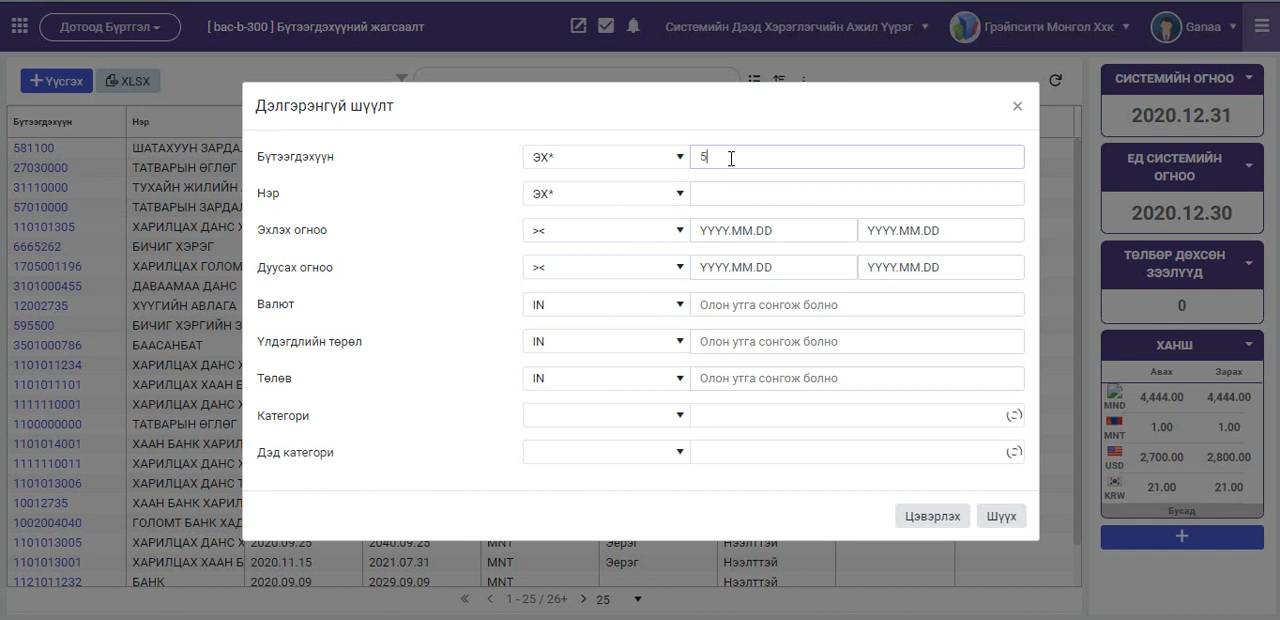 Дотоод Бүртгэл
[ bac-b-300 ] Бүтээгдэхүүний жагсаалт
Системийн Дээд Хэрэглэгчийн Ажил Үүрэг
Грэйпсити Монгол Ххк
Ganaa
+ Үүсгэх
XLSX
Дэлгэрэнгүй шүүлт
×
Бүтээгдэхүүн ЭХ* 5
Нэр ЭХ*
Эхлэх огноо >< YYYY.MM.DD YYYY.MM.DD
Дуусах огноо >< YYYY.MM.DD YYYY.MM.DD
Валют IN Олон утга сонгож болно
Үлдэгдлийн төрөл IN Олон утга сонгож болно
Төлөв IN Олон утга сонгож болно
Категори
Дэд категори
Цэвэрлэх Шүүх
Бүтээгдэхүүн Нэр
581100 ШАТАХУУН ЗАРДА
27030000 ТАТВАРЫН ӨГЛӨГ
31110000 ТУХАЙН ЖИЛИЙН
57010000 ТАТВАРЫН ЗАРДА
110101305 ХАРИЛЦАХ ДАНС
6665262 БИЧИГ ХЭРЭГ
1705001196 ХАРИЛЦАХ ГОЛОМ
3101000455 ДАВААМАА ДАНС
12002735 ХҮҮГИЙН АВЛАГА
595500 БИЧИГ ХЭРГИЙН З
3501000786 БААСАНБАТ
1101011234 ХАРИЛЦАХ ДАНС
1101011101 ХАРИЛЦАХ ХААН Б
1111110001 ХАРИЛЦАХ ДАНС
1100000000 ТАТВАРЫН ӨГЛӨГ
1101014001 ХААН БАНК ХАРИЛ
1111110011 ХАРИЛЦАХ ДАНС
1101013006 ХАРИЛЦАХ ДАНС Т
10012735 ХААН БАНК ХАРИЛ
1002004040 ГОЛОМТ БАНК ХАД
1101013005 ХАРИЛЦАХ ДАНС Х 2020.09.25 2040.09.25 MNT Эерэг Нээлттэй
1101013001 ХАРИЛЦАХ ХААН Б 2020.11.15 2021.07.31 MNT Эерэг Нээлттэй
1121011232 БАНК 2020.09.09 2029.09.09 MNT Нээлттэй
1 - 25 / 26+ 25
СИСТЕМИЙН ОГНОО
2020.12.31
ЕД СИСТЕМИЙН
ОГНОО
2020.12.30
ТӨЛБӨР ДӨХСӨН
ЗЭЭЛҮҮД
0
ХАНШ
Авах Зарах
MND 4,444.00 4,444.00
MNT 1.00 1.00
USD 2,700.00 2,800.00
KRW 21.00 21.00
Бусад
+